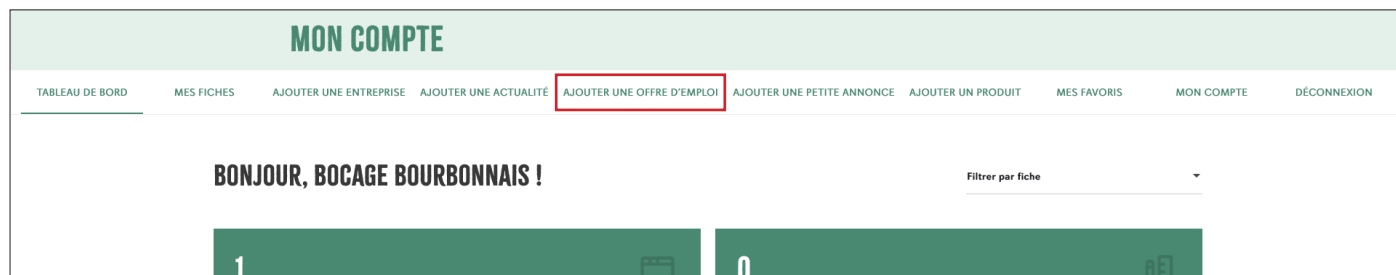 MON COMPTE
TABLEAU DE BORD MES FICHES AJOUTER UNE ENTREPRISE AJOUTER UNE ACTUALITÉ AJOUTER UNE OFFRE D'EMPLOI AJOUTER UNE PETITE ANNONCE AJOUTER UN PRODUIT MES FAVORIS MON COMPTE DÉCONNEXION
BONJOUR, BOCAGE BOURBONNAIS !
Filtrer par fiche
1 0